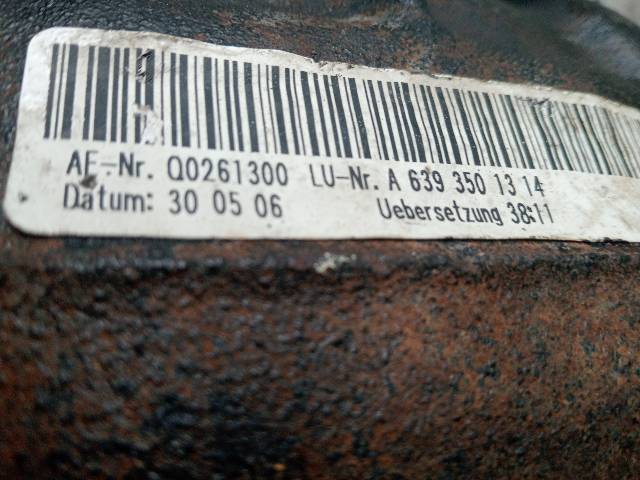 AF-Nr. Q0261300 LU-Nr. A 639 350 13 14
Datum: 30 05 06 Uebersetzung 38:11